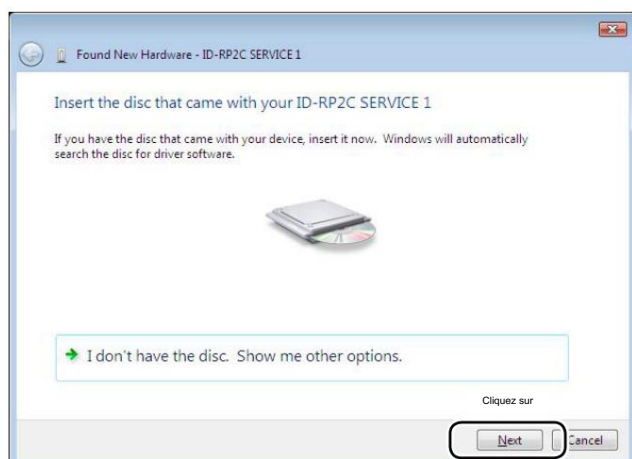 Found New Hardware - ID-RP2C SERVICE 1
Insert the disc that came with your ID-RP2C SERVICE 1
If you have the disc that came with your device, insert it now. Windows will automatically
search the disc for driver software.
I don't have the disc. Show me other options.
Cliquez sur
Next
Cancel